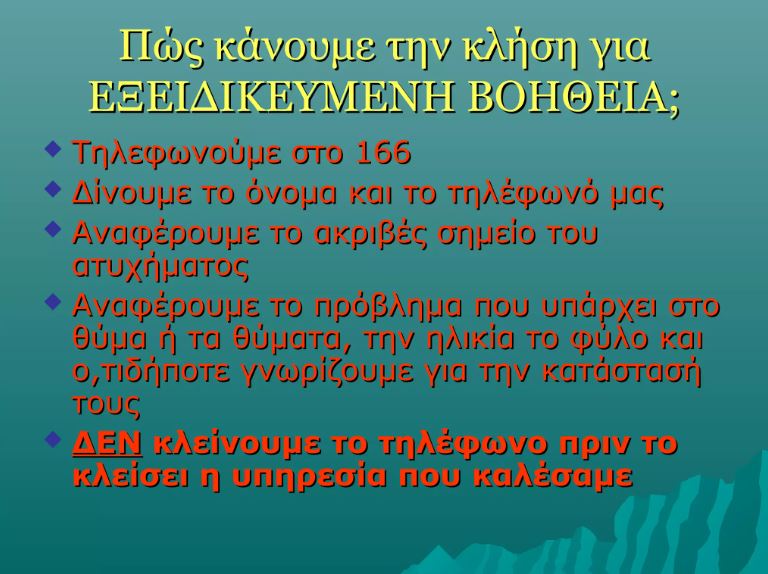 Πώς κάνουμε την κλήση για
ΕΞΕΙΔΙΚΕΥΜΕΝΗ ΒΟΗΘΕΙΑ;
Τηλεφωνούμε στο 166
Δίνουμε το όνομα και το τηλέφωνό μας
Αναφέρουμε το ακριβές σημείο του
ατυχήματος
Αναφέρουμε το πρόβλημα που υπάρχει στο
θύμα ή τα θύματα, την ηλικία το φύλο και
ο,τιδήποτε γνωρίζουμε για την κατάστασή
τους
ΔΕΝ κλείνουμε το τηλέφωνο πριν το
κλείσει η υπηρεσία που καλέσαμε